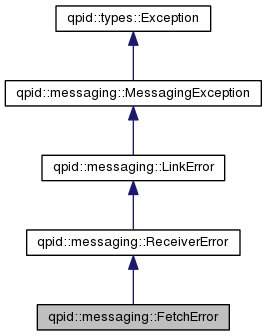 qpid::types::Exception
qpid::messaging::MessagingException
qpid::messaging::LinkError
qpid::messaging::ReceiverError
qpid::messaging::FetchError